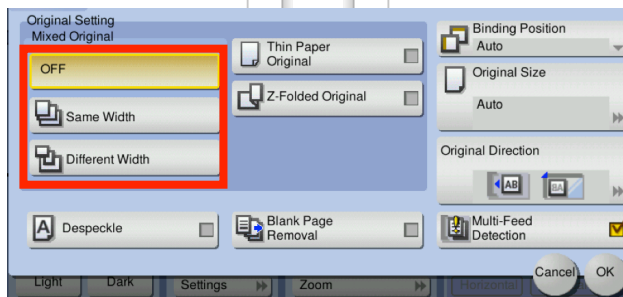 Original Setting
Mixed Original
OFF
Same Width
Different Width
Thin Paper
Original
Z-Folded Original
Binding Position
Auto
Original Size
Auto
Original Direction
AB
BA
Despeckle
Blank Page
Removal
Multi-Feed
Detection
Cancel
OK
Light
Dark
Settings
Zoom
Horizontal